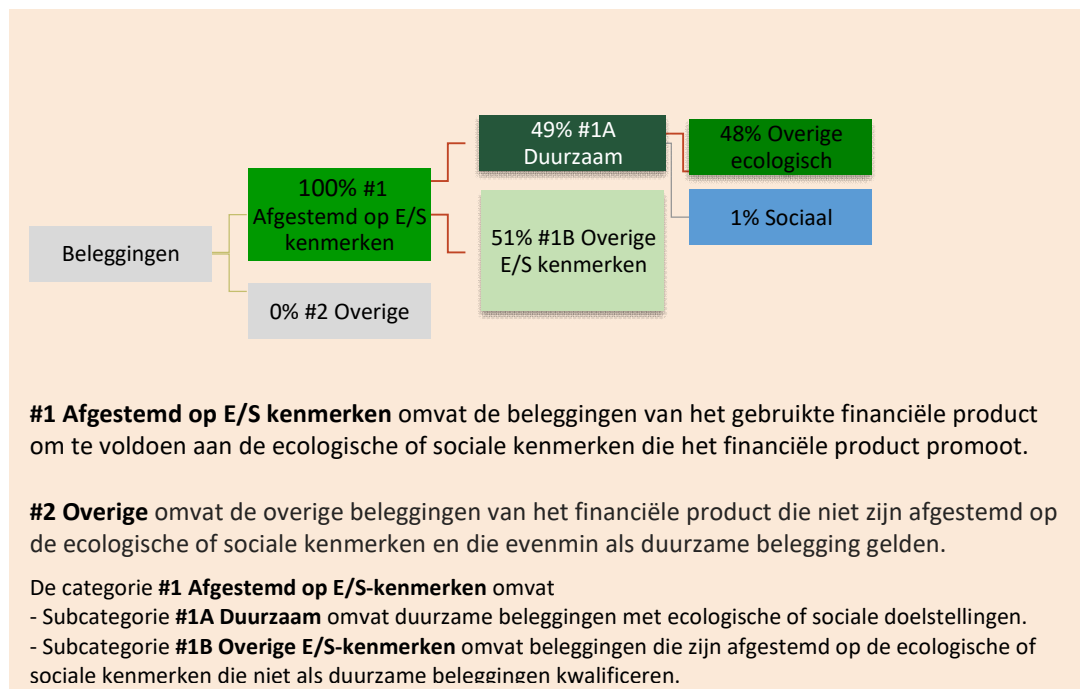 49% #1A
Duurzaam
48% Overige
ecologisch
100% #1
Afgestemd op E/S
kenmerken
1% Sociaal
51% #1B Overige
E/S kenmerken
Beleggingen
0% #2 Overige
#1 Afgestemd op E/S kenmerken omvat de beleggingen van het gebruikte financiële product
om te voldoen aan de ecologische of sociale kenmerken die het financiële product promoot.
#2 Overige omvat de overige beleggingen van het financiële product die niet zijn afgestemd op
de ecologische of sociale kenmerken en die evenmin als duurzame belegging gelden.
De categorie #1 Afgestemd op E/S-kenmerken omvat
- Subcategorie #1A Duurzaam omvat duurzame beleggingen met ecologische of sociale doelstellingen.
- Subcategorie #1B Overige E/S-kenmerken omvat beleggingen die zijn afgestemd op de ecologische of
sociale kenmerken die niet als duurzame beleggingen kwalificeren.